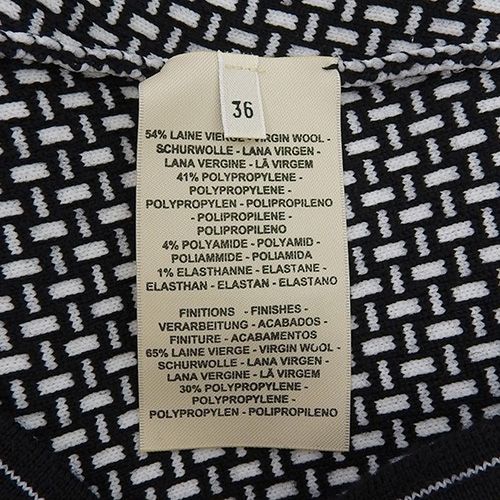 36
54% LAINE VIERGE - VIRGIN WOOL -
SCHURWOLLE - LANA VIRGEN -
LANA VERGINE - LÃ VIRGEM
41% POLYPROPYLENE -
POLYPROPYLENE -
POLYPROPYLEN - POLIPROPILENO
- POLIPROPILENE -
POLIPROPILENO
4% POLYAMIDE - POLYAMID -
POLIAMMIDE - POLIAMIDA
1% ELASTHANNE - ELASTANE -
ELASTHAN - ELASTAN - ELASTANO
FINITIONS - FINISHES -
VERARBEITUNG - ACABADOS -
FINITURE - ACABAMENTOS
65% LAINE VIERGE - VIRGIN WOOL -
SCHURWOLLE - LANA VIRGEN -
LANA VERGINE - LÃ VIRGEM
30% POLYPROPYLENE -
POLYPROPYLENE -
POLYPROPYLEN - POLIPROPILENO